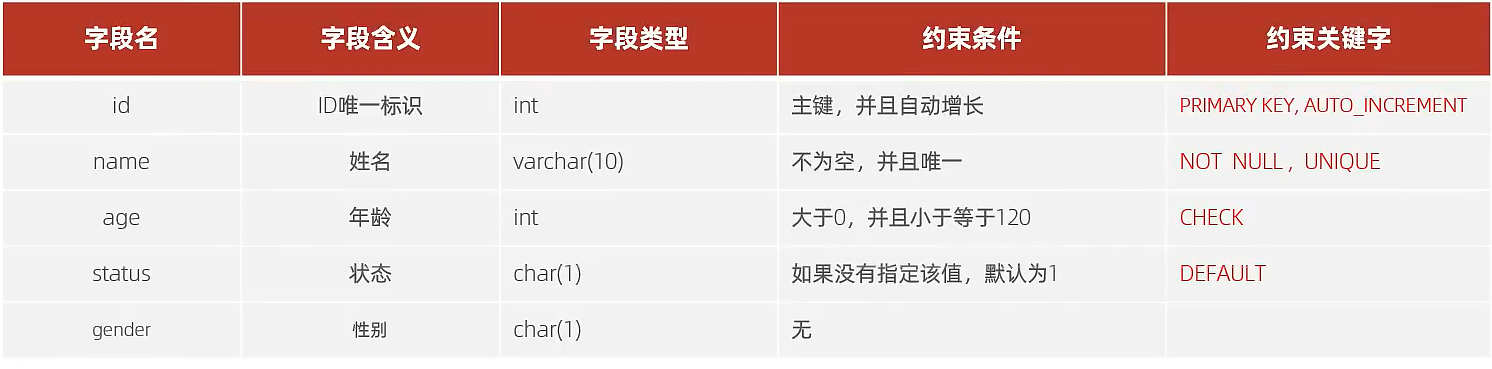 字段名 字段含义 字段类型 约束条件 约束关键字
id ID唯一标识 int 主键，并且自动增长 PRIMARY KEY, AUTO_INCREMENT
name 姓名 varchar(10) 不为空，并且唯一 NOT NULL , UNIQUE
age 年龄 int 大于0，并且小于等于120 CHECK
status 状态 char(1) 如果没有指定该值，默认为1 DEFAULT
gender 性别 char(1) 无